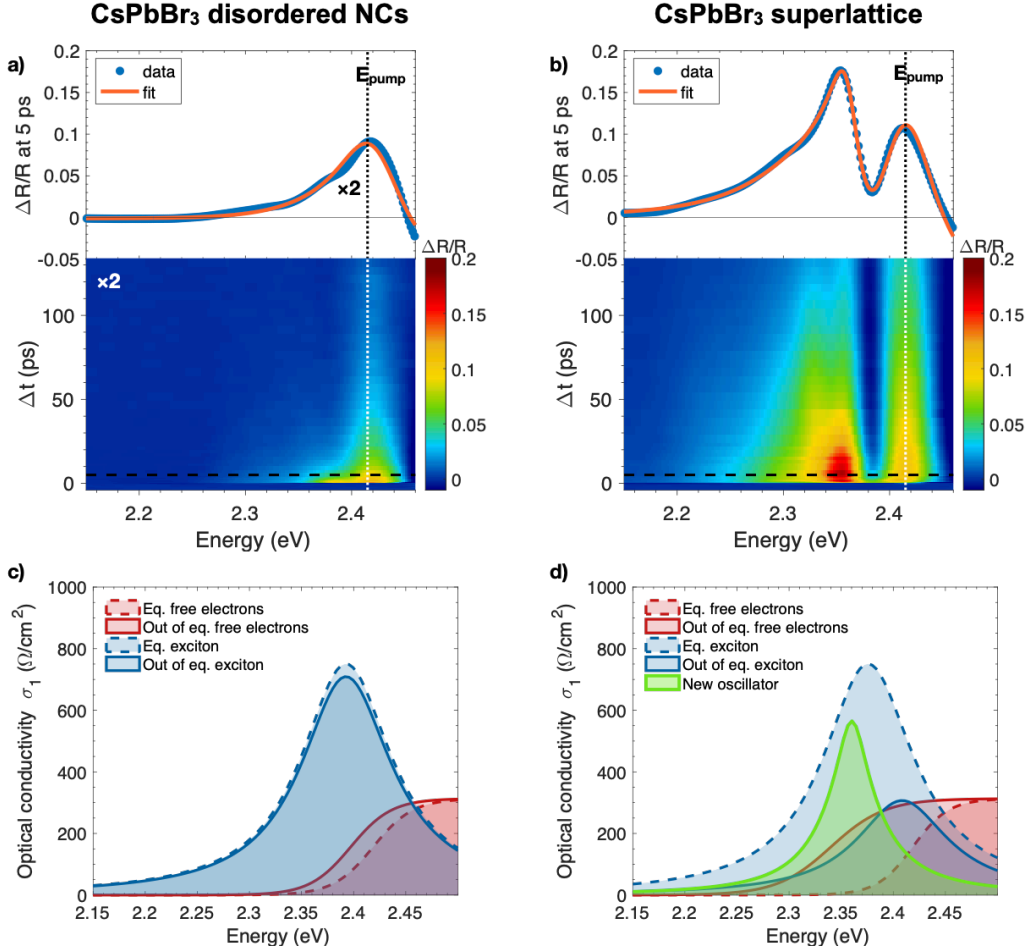 CsPbBr₃ disordered NCs
CsPbBr₃ superlattice
a)
0.2
0.15
0.1
0.05
0
-0.05
ΔR/R at 5 ps
data
fit
E_pump
×2
b)
0.2
0.15
0.1
0.05
0
-0.05
ΔR/R at 5 ps
data
fit
E_pump
×2
100
50
0
Δt (ps)
2.2
2.3
2.4
Energy (eV)
ΔR/R
0.2
0.15
0.1
0.05
0
100
50
0
Δt (ps)
2.2
2.3
2.4
Energy (eV)
ΔR/R
0.2
0.15
0.1
0.05
0
c)
1000
800
600
400
200
0
Optical conductivity σ₁ (Ω/cm²)
Eq. free electrons
Out of eq. free electrons
Eq. exciton
Out of eq. exciton
2.15
2.2
2.25
2.3
2.35
2.4
2.45
Energy (eV)
d)
1000
800
600
400
200
0
Optical conductivity σ₁ (Ω/cm²)
Eq. free electrons
Out of eq. free electrons
Eq. exciton
Out of eq. exciton
New oscillator
2.15
2.2
2.25
2.3
2.35
2.4
2.45
Energy (eV)